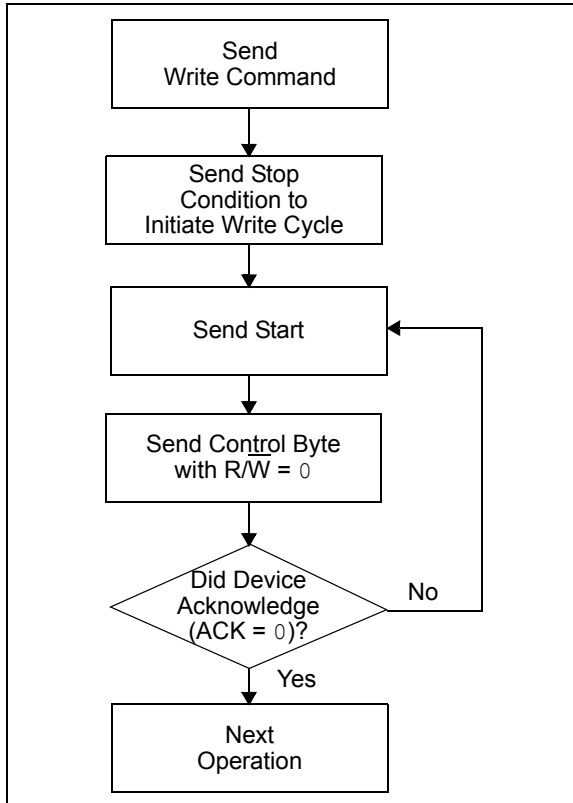 Send
Write Command
Send Stop
Condition to
Initiate Write Cycle
Send Start
Send Control Byte
with R/W̅ = 0
Did Device
Acknowledge
(ACK = 0)?
No
Yes
Next
Operation